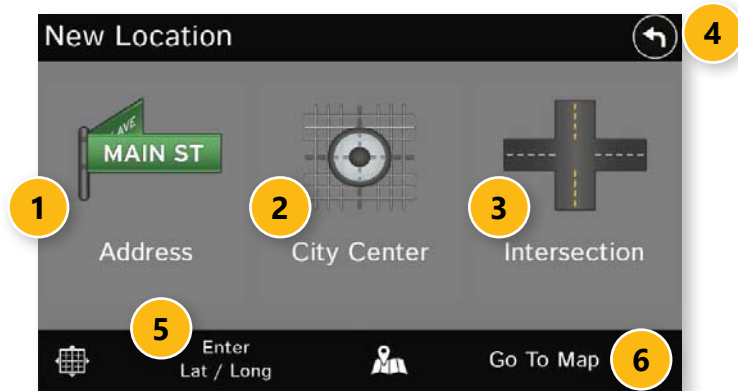 New Location
4
AVE
MAIN ST
1
2
3
Address
City Center
Intersection
5
Enter
Lat / Long
Go To Map
6